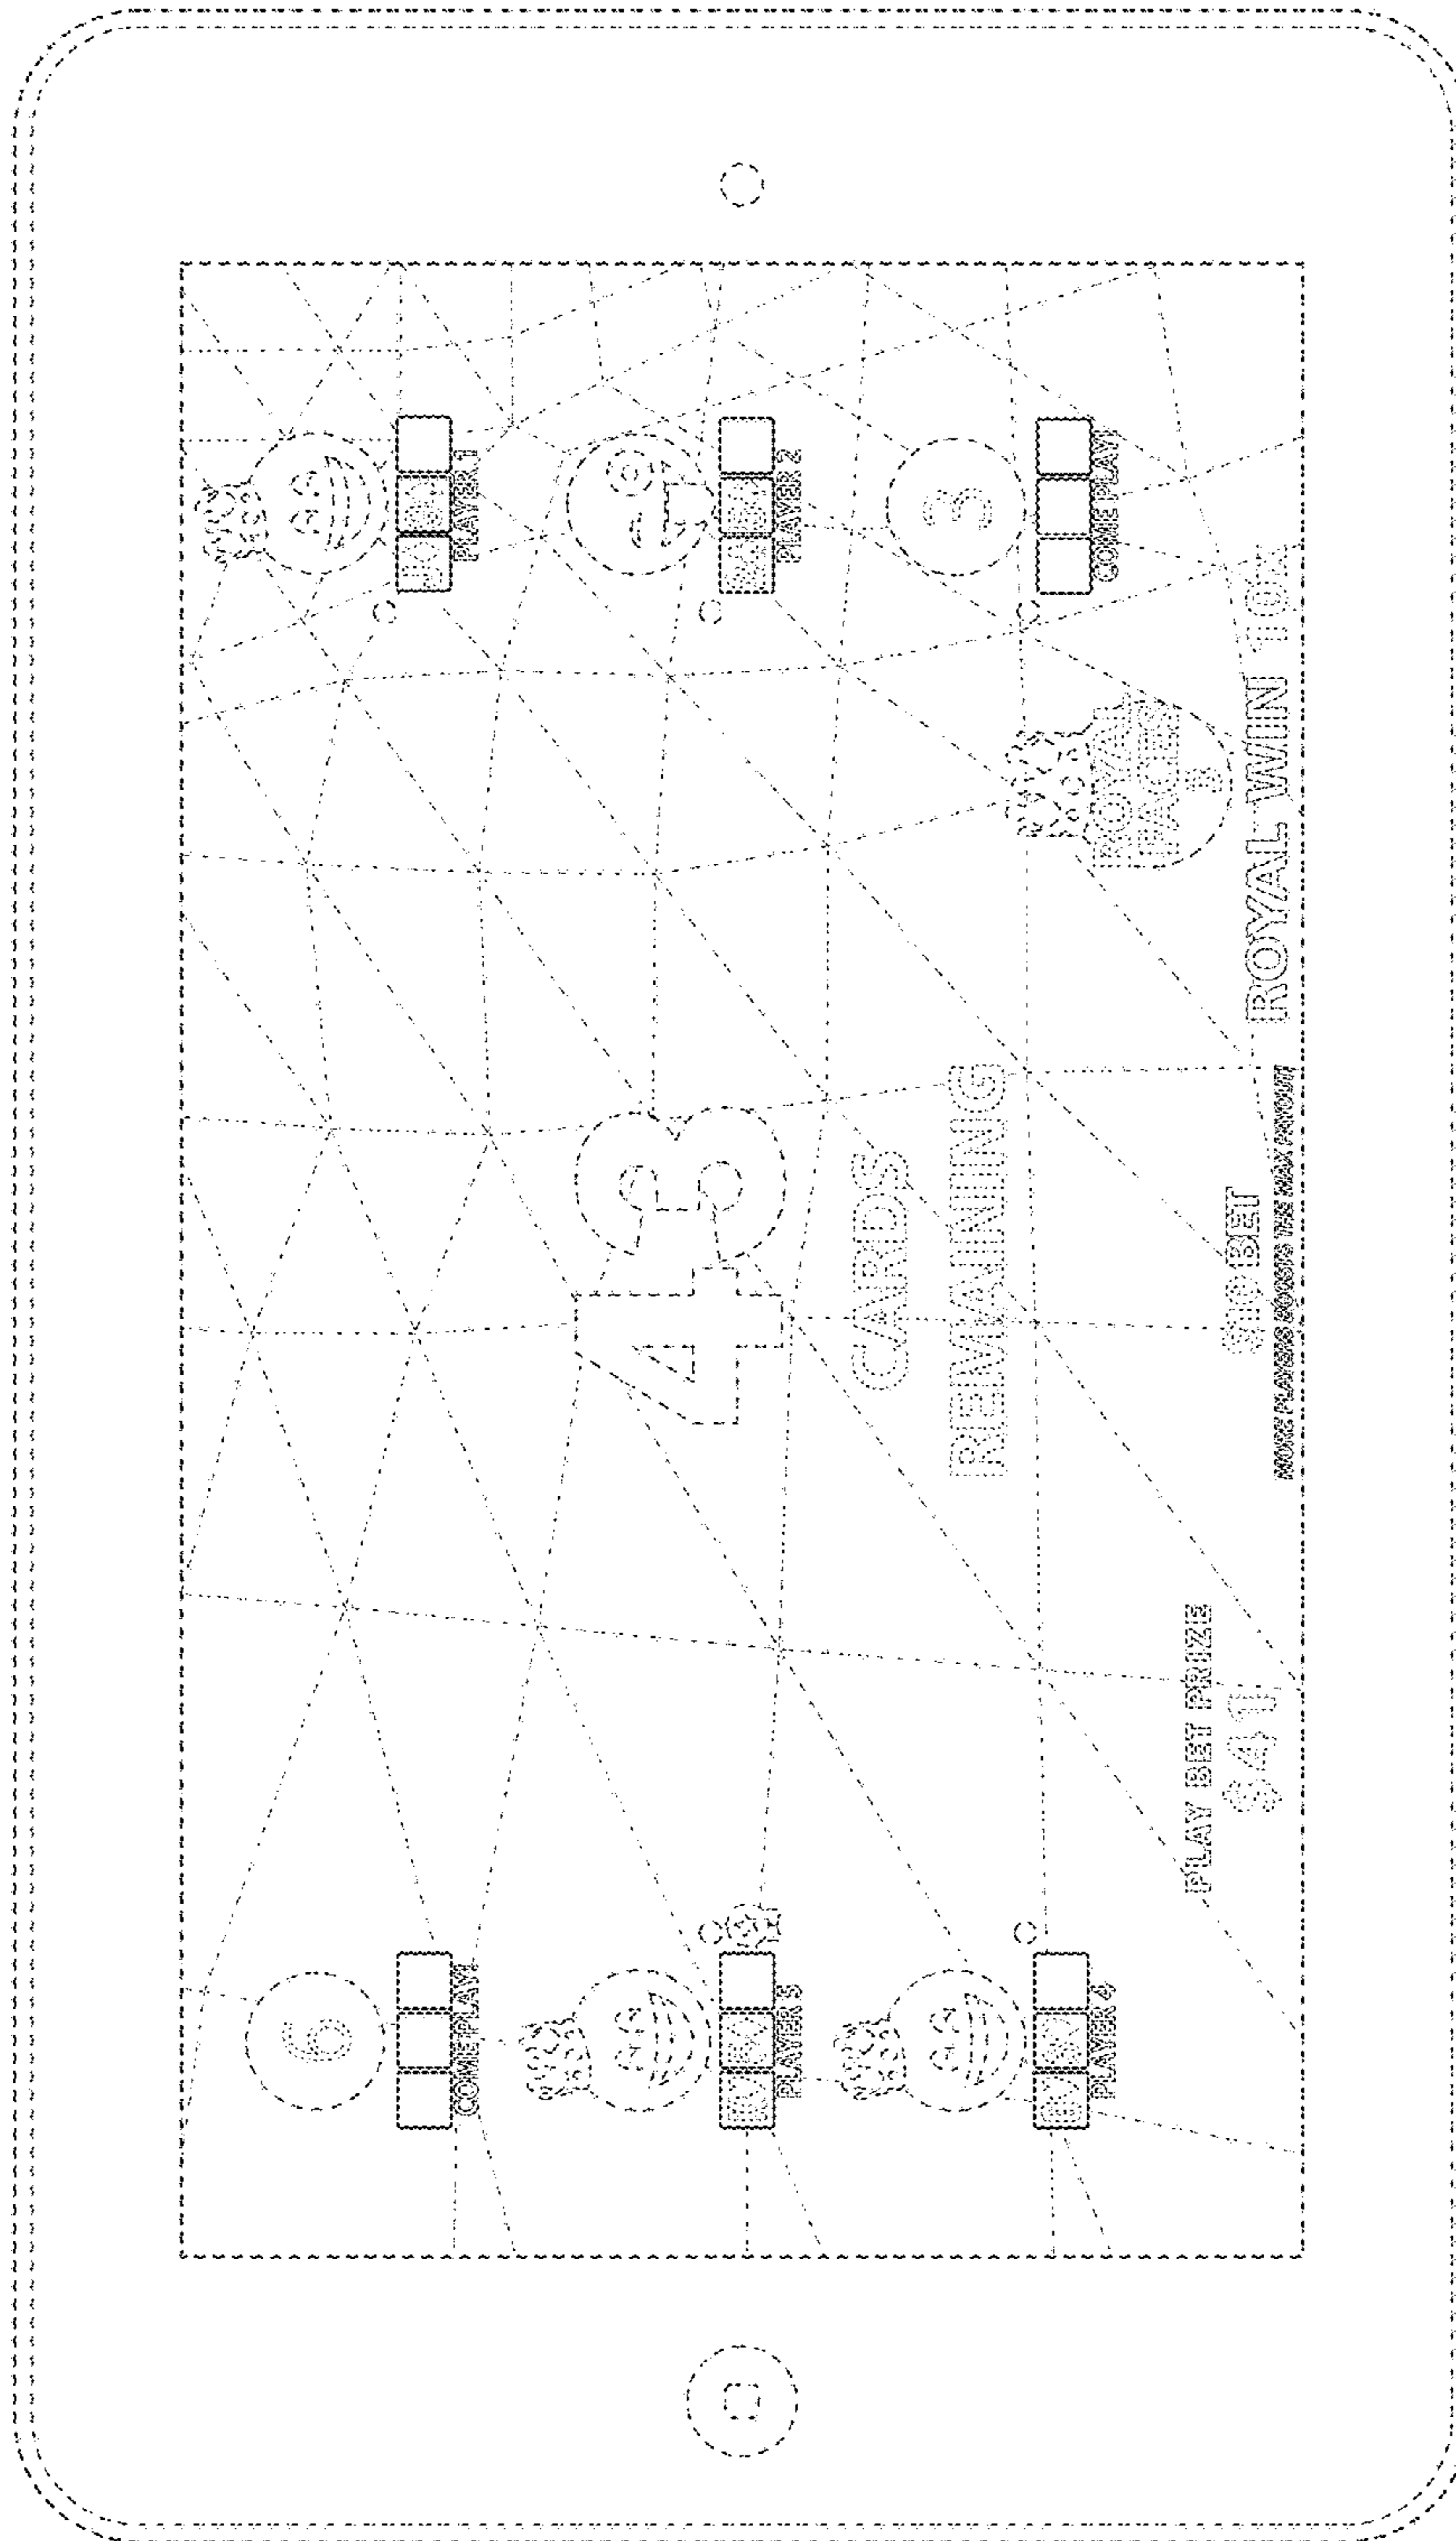 6
COME PLAY!
PLAYER 1
PLAYER 5
PLAYER 2
43
3
PLAYER 4
COME PLAY!
CARDS
REMAINING
ROYAL
FACES
3
PLAY BET PRIZE
$41
$10 BET
MORE PLAYERS BOOSTS THE MAX PAYOUT
ROYAL WIN 10X